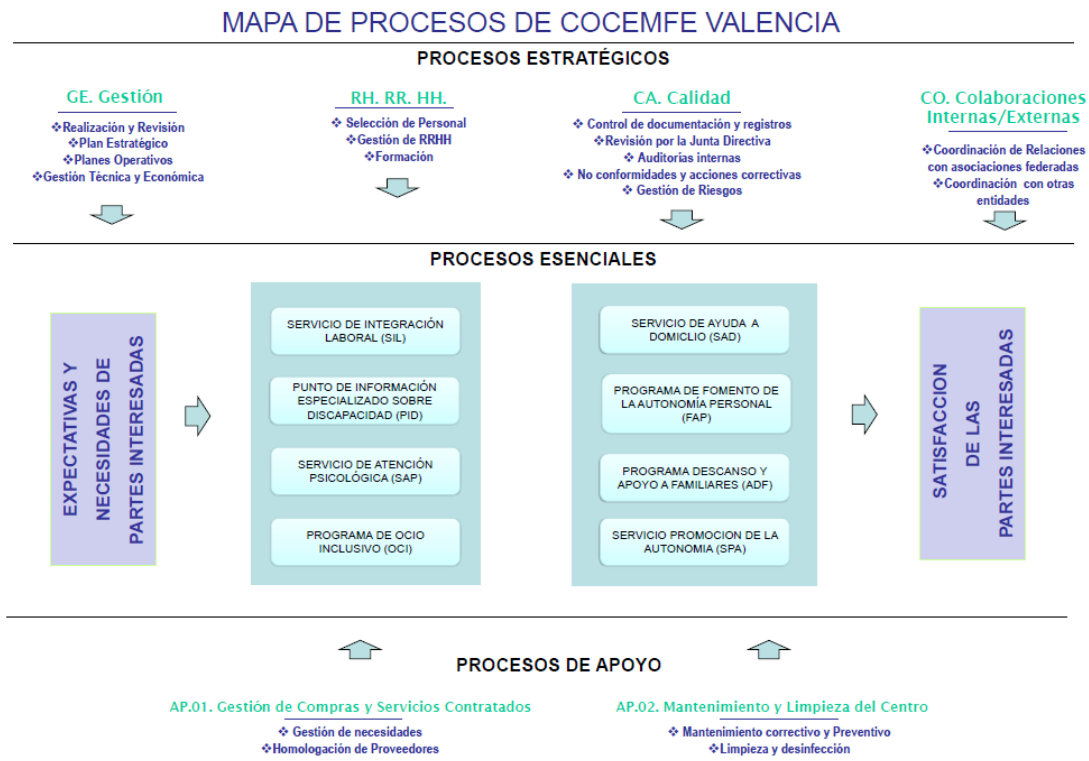 MAPA DE PROCESOS DE COCEMFE VALENCIA
PROCESOS ESTRATÉGICOS
GE. Gestión
❖Realización y Revisión
❖Plan Estratégico
❖Planes Operativos
❖Gestión Técnica y Económica
RH. RR. HH.
❖ Selección de Personal
❖Gestión de RRHH
❖Formación
CA. Calidad
❖ Control de documentación y registros
❖Revisión por la Junta Directiva
❖ Auditorías internas
❖ No conformidades y acciones correctivas
❖ Gestión de Riesgos
CO. Colaboraciones
Internas/Externas
❖Coordinación de Relaciones
con asociaciones federadas
❖Coordinación con otras
entidades
PROCESOS ESENCIALES
EXPECTATIVAS Y
NECESIDADES DE
PARTES INTERESADAS
SERVICIO DE INTEGRACIÓN
LABORAL (SIL)
PUNTO DE INFORMACIÓN
ESPECIALIZADO SOBRE
DISCAPACIDAD (PID)
SERVICIO DE ATENCIÓN
PSICOLÓGICA (SAP)
PROGRAMA DE OCIO
INCLUSIVO (OCI)
SERVICIO DE AYUDA A
DOMICLIO (SAD)
PROGRAMA DE FOMENTO DE
LA AUTONOMÍA PERSONAL
(FAP)
PROGRAMA DESCANSO Y
APOYO A FAMILIARES (ADF)
SERVICIO PROMOCION DE LA
AUTONOMIA (SPA)
SATISFACCION
DE LAS
PARTES INTERESADAS
PROCESOS DE APOYO
AP.01. Gestión de Compras y Servicios Contratados
❖ Gestión de necesidades
❖Homologación de Proveedores
AP.02. Mantenimiento y Limpieza del Centro
❖ Mantenimiento correctivo y Preventivo
❖Limpieza y desinfección